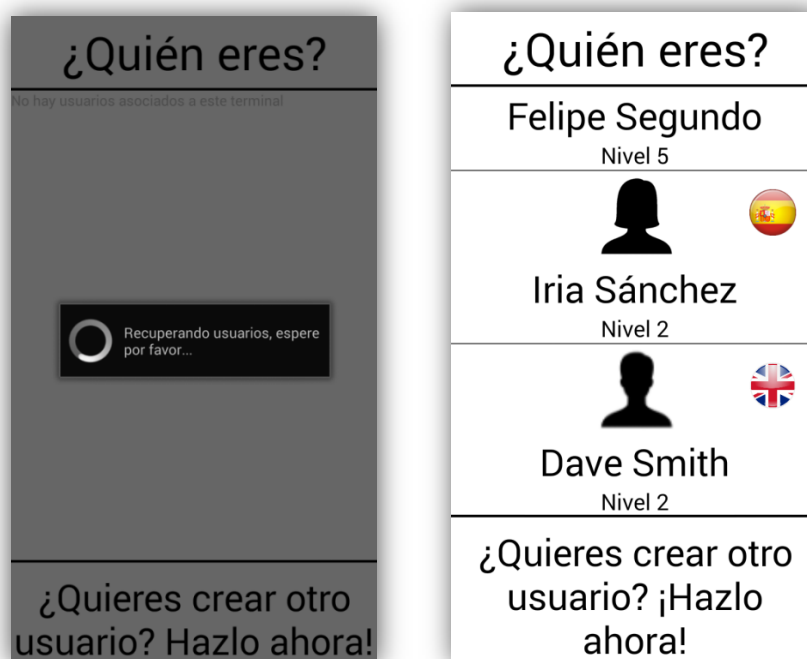 ¿Quién eres?
No hay usuarios asociados a este terminal
Recuperando usuarios, espere
por favor...
¿Quieres crear otro
usuario? Hazlo ahora!
¿Quién eres?
Felipe Segundo
Nivel 5
Iria Sánchez
Nivel 2
Dave Smith
Nivel 2
¿Quieres crear otro
usuario? ¡Hazlo
ahora!